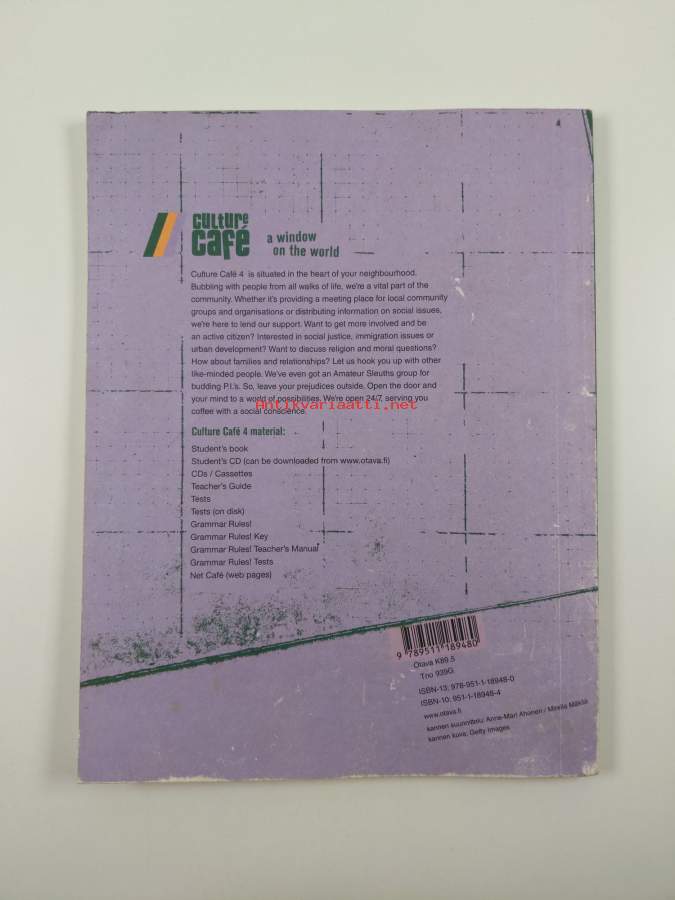 culture
café
a window
on the world
Culture Café 4 is situated in the heart of your neighbourhood.
Bubbling with people from all walks of life, we're a vital part of the
community. Whether it's providing a meeting place for local community
groups and organisations or distributing information on social issues,
we're here to lend our support. Want to get more involved and be
an active citizen? Interested in social justice, immigration issues or
urban development? Want to discuss religion and moral questions?
How about families and relationships? Let us hook you up with other
like-minded people. We've even got an Amateur Sleuths group for
budding P.I.'s. So, leave your prejudices outside. Open the door and
your mind to a world of possibilities. We're open 24/7, serving you
Antikvariaatti.net
coffee with a social conscience.
Culture Café 4 material:
Student's book
Student's CD (can be downloaded from www.otava.fi)
CDs / Cassettes
Teacher's Guide
Tests
Tests (on disk)
Grammar Rules!
Grammar Rules! Key
Grammar Rules! Teacher's Manual
Grammar Rules! Tests
Net Café (web pages)
9 789511 189480
Otava K89.5
Tno 939G
ISBN-13: 978-951-1-18948-0
ISBN-10: 951-1-18948-4
www.otava.fi
kannen suunnittelu: Anna-Mari Ahonen / Mirella Mäkilä
kannen kuva: Getty Images